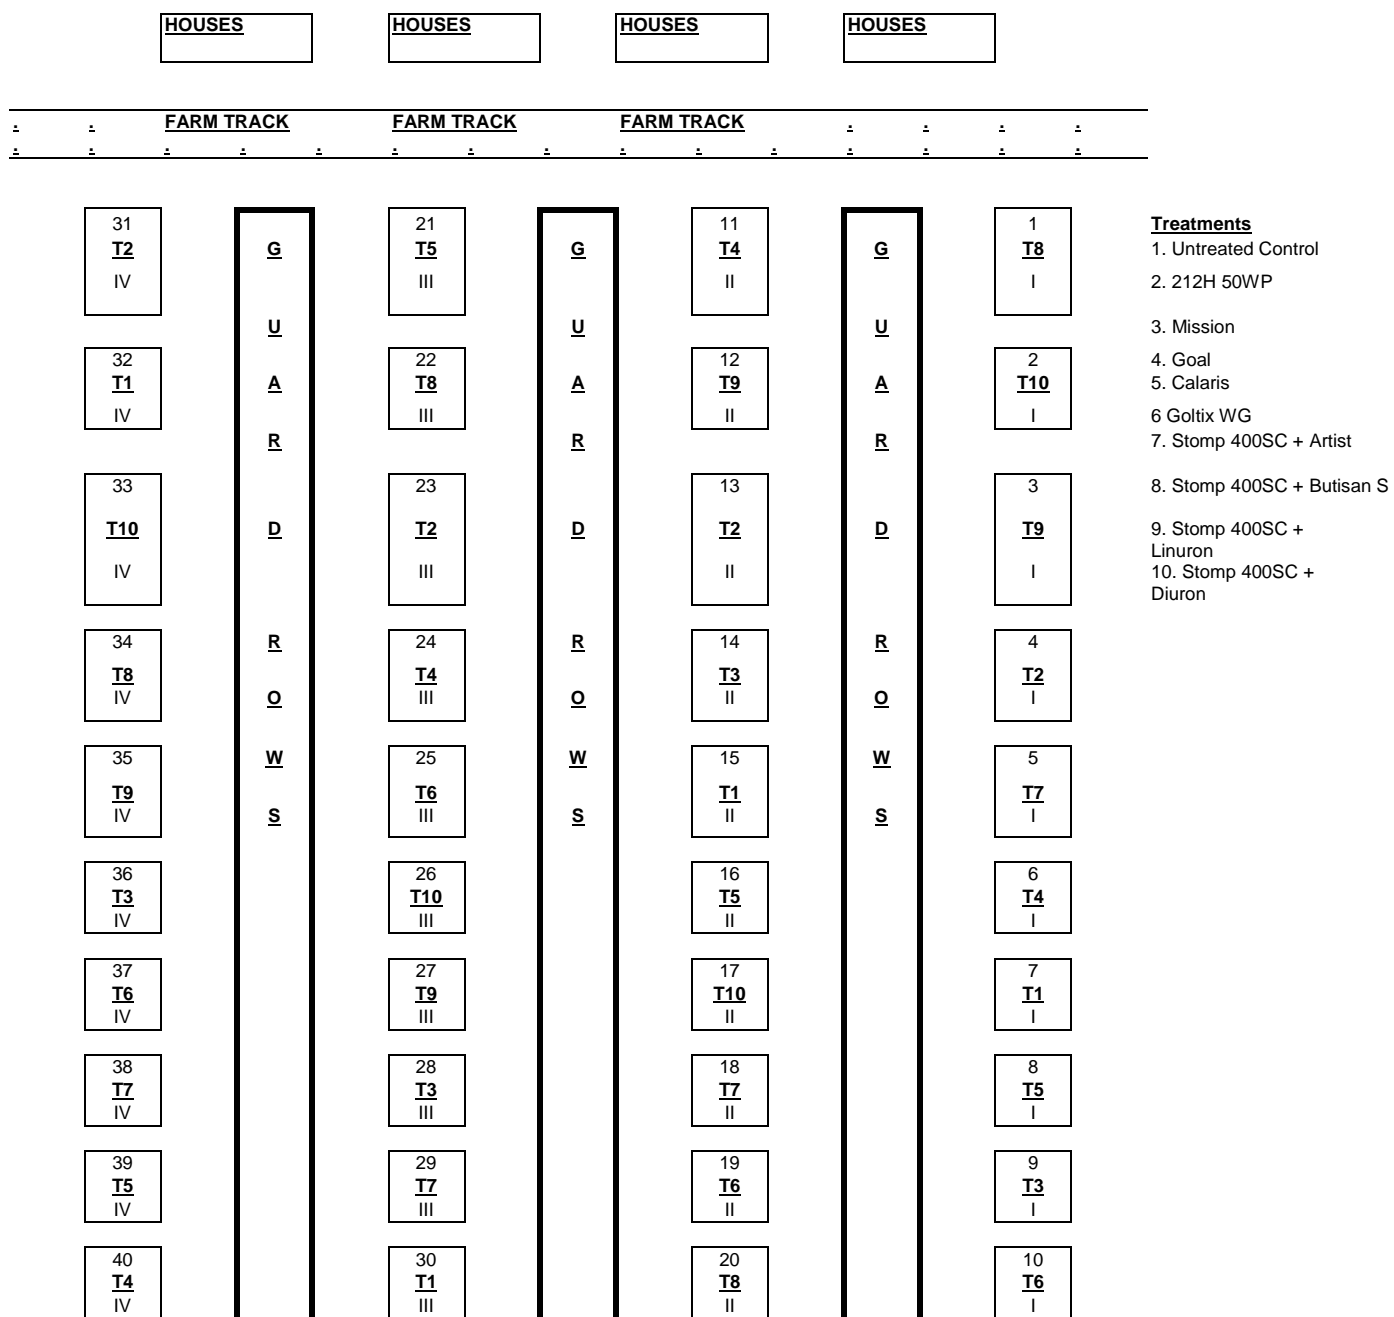 HOUSES HOUSES HOUSES HOUSES
. . FARM TRACK FARM TRACK FARM TRACK . . . .
. . . . . . . . . . . . . . .
31 21 11 1 Treatments
T2 G T5 G T4 G T8 1. Untreated Control
IV III II I 2. 212H 50WP
U U U 3. Mission
32 22 12 2 4. Goal
T1 A T8 A T9 A T10 5. Calaris
IV III II I 6 Goltix WG
R R R 7. Stomp 400SC + Artist
33 23 13 3 8. Stomp 400SC + Butisan S
T10 D T2 D T2 D T9 9. Stomp 400SC +
Linuron
IV III II I 10. Stomp 400SC +
Diuron
34 R 24 R 14 R 4
T8 T4 T3 T2
IV O III O II O I
35 W 25 W 15 W 5
T9 T6 T1 T7
IV S III S II S I
36 26 16 6
T3 T10 T5 T4
IV III II I
37 27 17 7
T6 T9 T10 T1
IV III II I
38 28 18 8
T7 T3 T7 T5
IV III II I
39 29 19 9
T5 T7 T6 T3
IV III II I
40 30 20 10
T4 T1 T8 T6
IV III II I